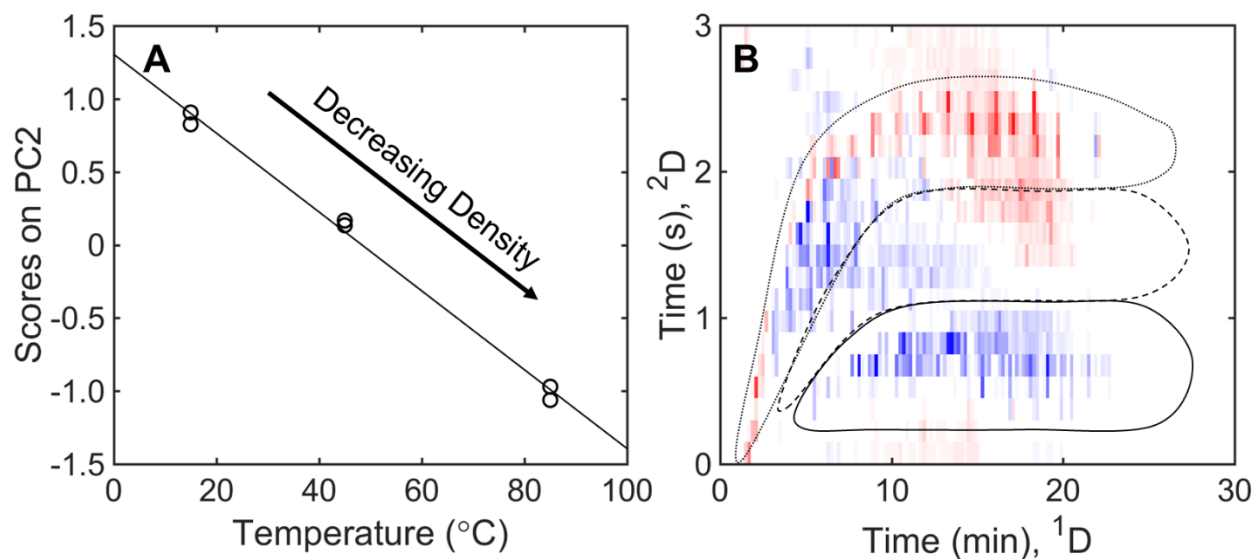 A
1.5
1.0
0.5
0
-0.5
-1.0
-1.5
Scores on PC2
Decreasing Density
0 20 40 60 80 100
Temperature (°C)
B
3
2
1
0
Time (s), ²D
0 10 20 30
Time (min), ¹D